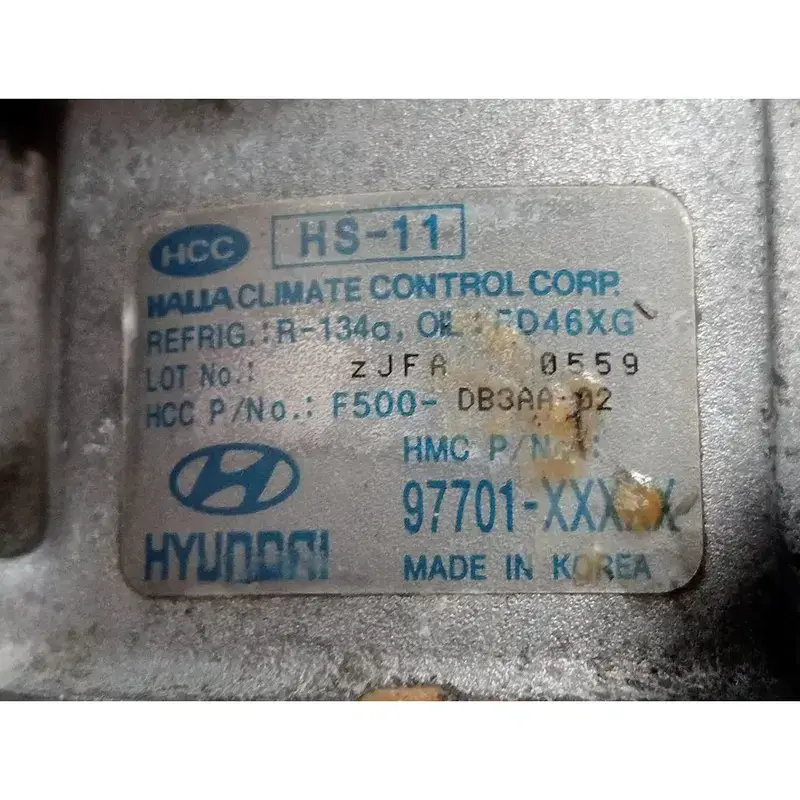 HCC HS-11
HALLA CLIMATE CONTROL CORP.
REFRIG.: R-134a, OIL: FD46XG
LOT No.: zJFA 0559
HCC P/No.: F500- DB3AA-02
HMC P/No.:
97701-XXXXX
HYUNDAI
MADE IN KOREA